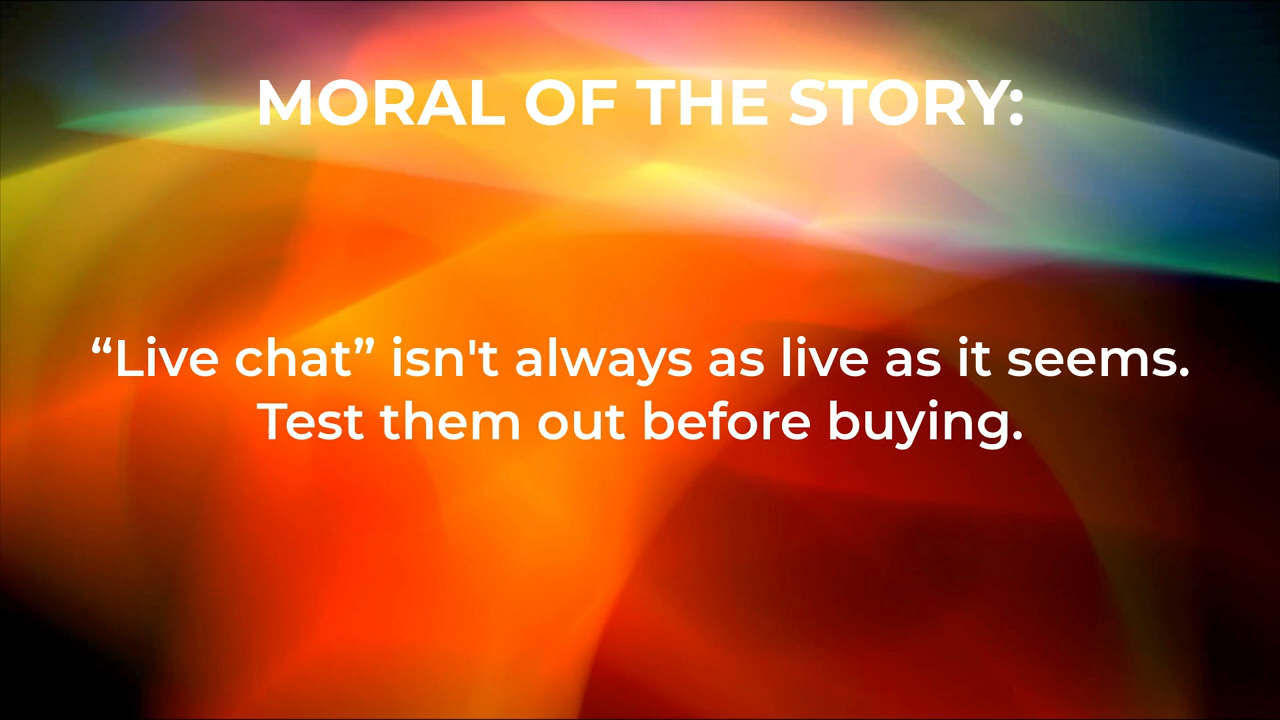 MORAL OF THE STORY:
“Live chat” isn't always as live as it seems.
Test them out before buying.